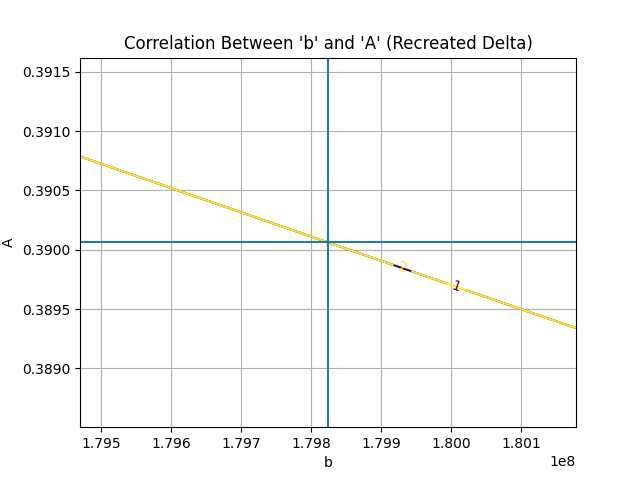 Correlation Between 'b' and 'A' (Recreated Delta)
0.3915
0.3910
0.3905
0.3900
0.3895
0.3890
A
2
1
1.795 1.796 1.797 1.798 1.799 1.800 1.801
b
1e8